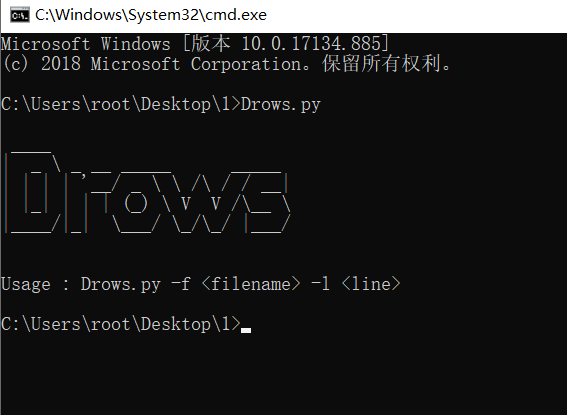 C:\Windows\System32\cmd.exe
Microsoft Windows [版本 10.0.17134.885]
(c) 2018 Microsoft Corporation。保留所有权利。
C:\Users\root\Desktop\1>Drows.py
Drows
Usage : Drows.py -f <filename> -l <line>
C:\Users\root\Desktop\1>